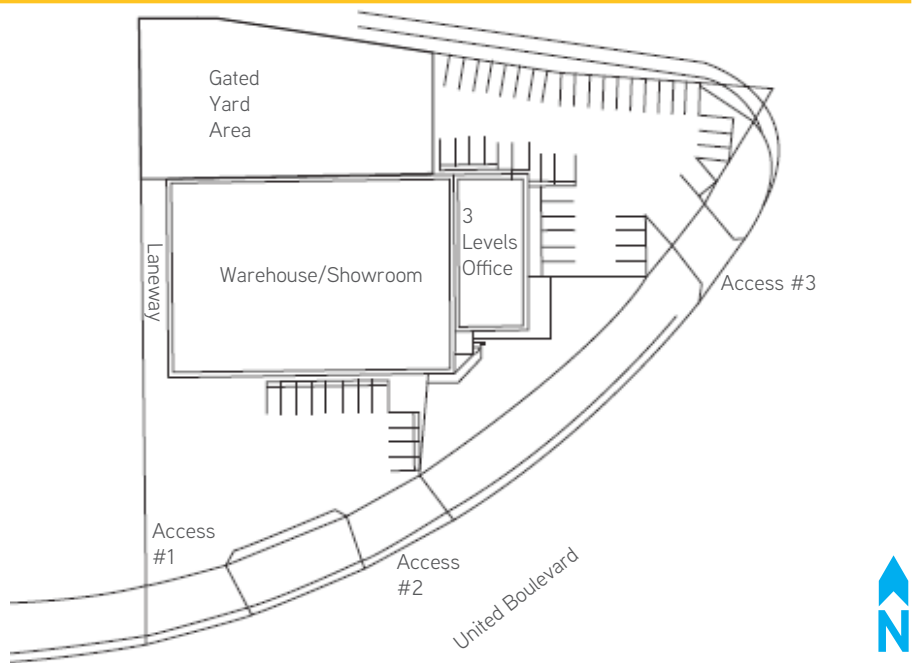 Gated
Yard
Area
3
Levels
Office
Laneway
Warehouse/Showroom
Access #3
Access
#1
Access
#2
United Boulevard
N